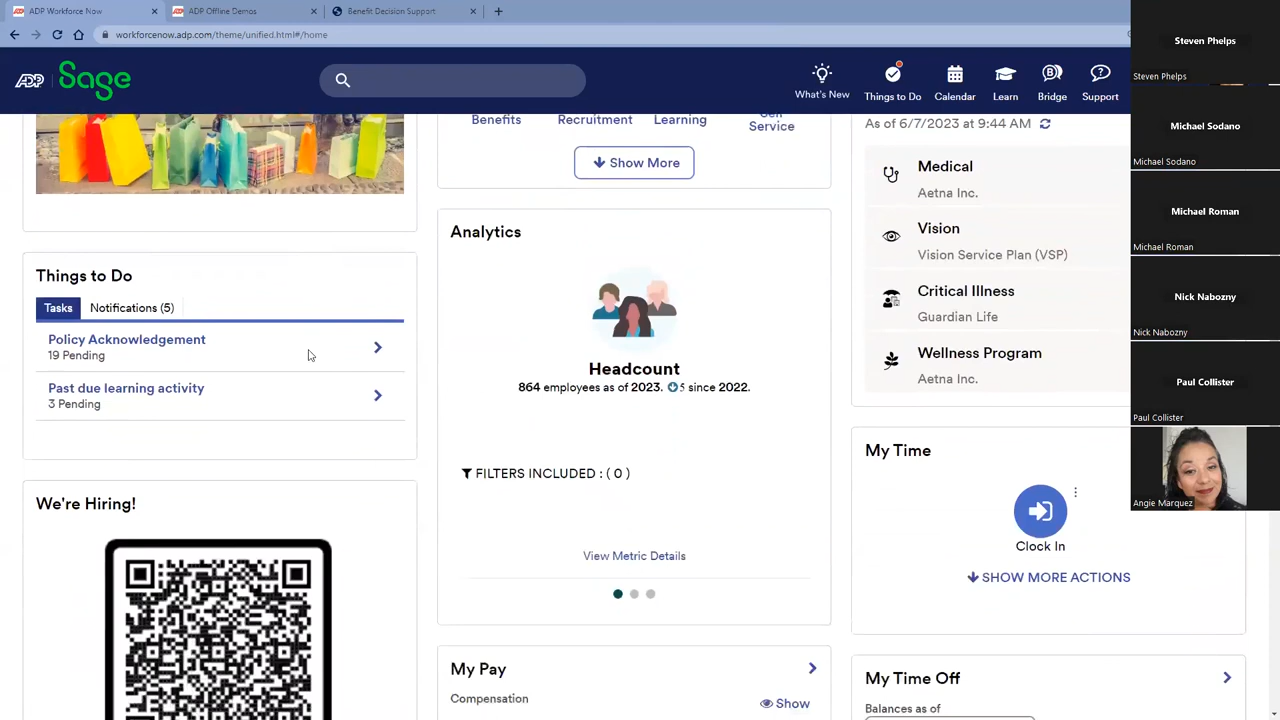 ADP Workforce Now
ADP Offline Demos
Benefit Decision Support
workforcenow.adp.com/theme/unified.html#/home
ADP
Sage
What's New
Things to Do
Calendar
Learn
Bridge
Support
Benefits
Recruitment
Learning
Service
Show More
Things to Do
Tasks
Notifications (5)
Policy Acknowledgement
19 Pending
Past due learning activity
3 Pending
We're Hiring!
Analytics
Headcount
864 employees as of 2023. 5 since 2022.
FILTERS INCLUDED : ( 0 )
View Metric Details
My Pay
Compensation
Show
As of 6/7/2023 at 9:44 AM
Medical
Aetna Inc.
Vision
Vision Service Plan (VSP)
Critical Illness
Guardian Life
Wellness Program
Aetna Inc.
My Time
Clock In
SHOW MORE ACTIONS
My Time Off
Balances as of
Steven Phelps
Steven Phelps
Michael Sodano
Michael Sodano
Michael Roman
Michael Roman
Nick Nabozny
Nick Nabozny
Paul Collister
Paul Collister
Angie Marquez